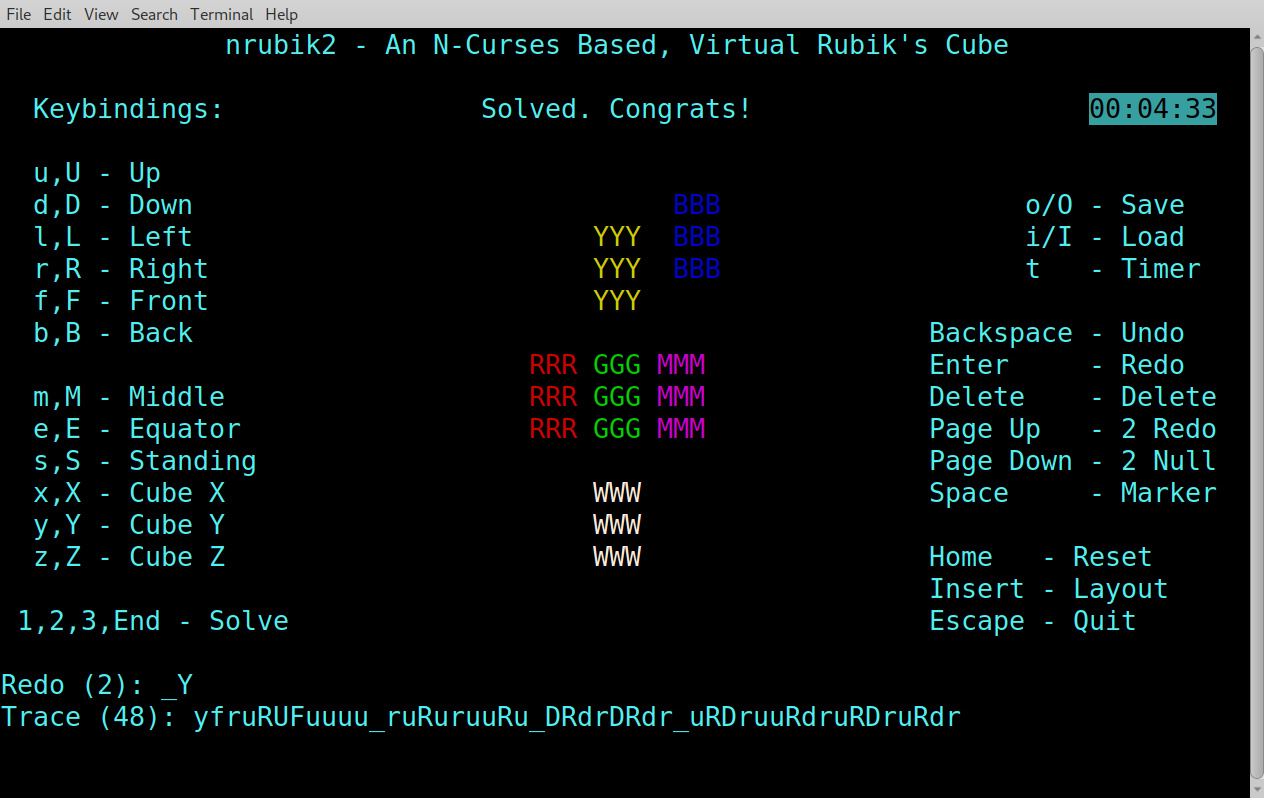 File Edit View Search Terminal Help
nrubik2 - An N-Curses Based, Virtual Rubik's Cube
Keybindings: Solved. Congrats! 00:04:33
u,U - Up
d,D - Down BBB o/O - Save
l,L - Left YYY BBB i/I - Load
r,R - Right YYY BBB t - Timer
f,F - Front YYY
b,B - Back Backspace - Undo
RRR GGG MMM Enter - Redo
m,M - Middle RRR GGG MMM Delete - Delete
e,E - Equator RRR GGG MMM Page Up - 2 Redo
s,S - Standing Page Down - 2 Null
x,X - Cube X WWW Space - Marker
y,Y - Cube Y WWW
z,Z - Cube Z WWW Home - Reset
Insert - Layout
1,2,3,End - Solve Escape - Quit
Redo (2): _Y
Trace (48): yfruRUFuuuu_ruRuruuRu_DRdrDRdr_uRDruuRdruRDruRdr